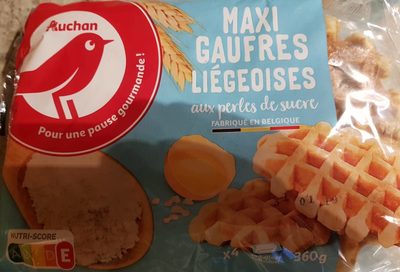 Auchan
Pour une pause gourmande !
MAXI
GAUFRES
LIÉGEOISES
aux perles de sucre
FABRIQUÉ EN BELGIQUE
NUTRI-SCORE
A
E
x4
360g